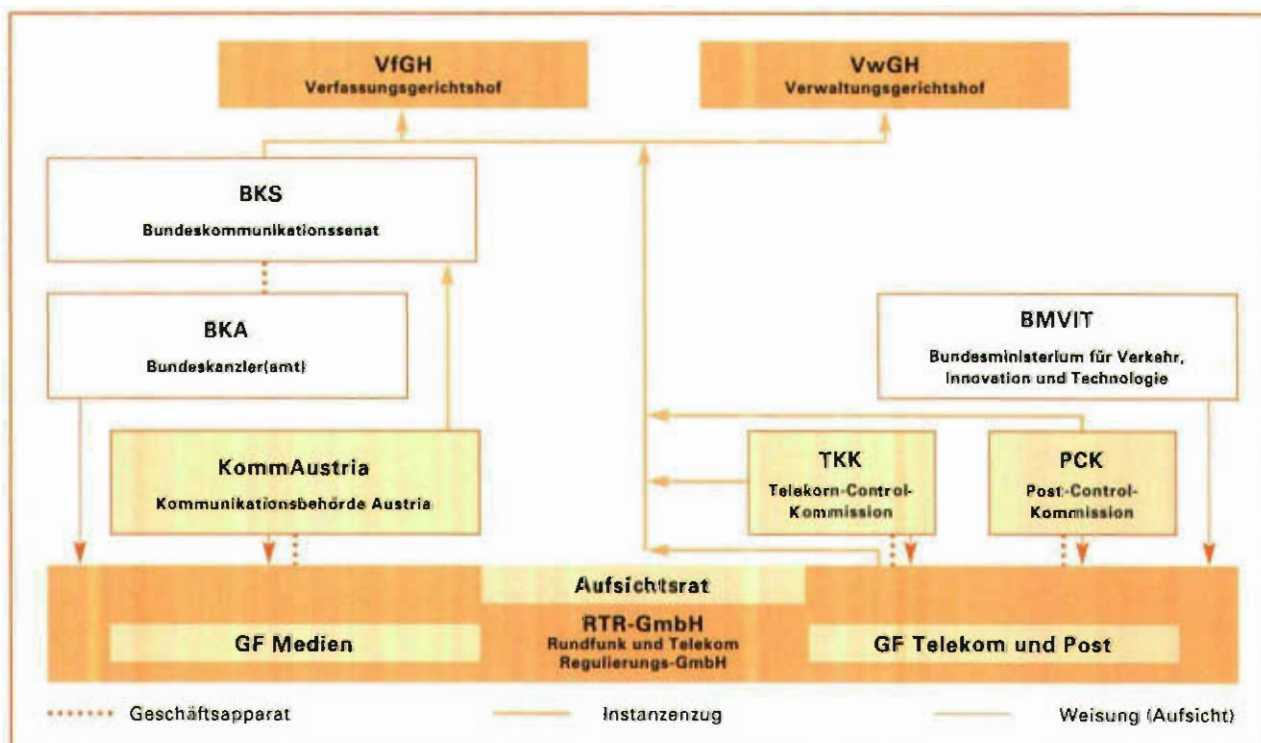 VfGH
Verfassungsgerichtshof
VwGH
Verwaltungsgerichtshof
BKS
Bundeskommunikationssenat
BKA
Bundeskanzler(amt)
BMVIT
Bundesministerium für Verkehr,
Innovation und Technologie
KommAustria
Kommunikationsbehörde Austria
TKK
Telekom-Control-
Kommission
PCK
Post-Control-
Kommission
Aufsichtsrat
RTR-GmbH
Rundfunk und Telekom
Regulierungs-GmbH
GF Medien
GF Telekom und Post
Geschäftsapparat
Instanzenzug
Weisung (Aufsicht)